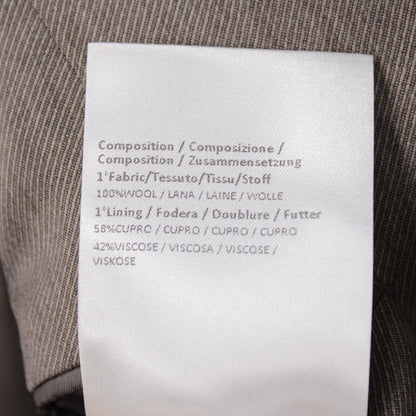 Composition / Composizione /
Composition / Zusammensetzung
1°Fabric/Tessuto/Tissu/Stoff
100%WOOL / LANA / LAINE / WOLLE
1°Lining / Fodera / Doublure / Futter
58%CUPRO / CUPRO / CUPRO / CUPRO
42%VISCOSE / VISCOSA / VISCOSE /
VISKOSE